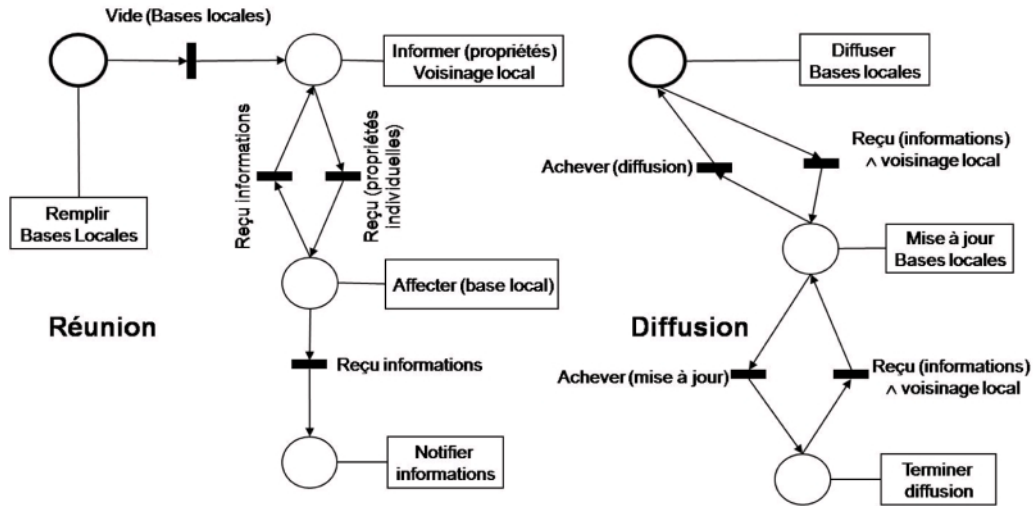 Vide (Bases locales)
Informer (propriétés)
Voisinage local
Reçu informations
Reçu (propriétés
individuelles)
Remplir
Bases Locales
Affecter (base local)
Réunion
Reçu informations
Notifier
informations
Diffuser
Bases locales
Achever (diffusion)
Reçu (informations)
^ voisinage local
Mise à jour
Bases locales
Diffusion
Achever (mise à jour)
Reçu (informations)
^ voisinage local
Terminer
diffusion